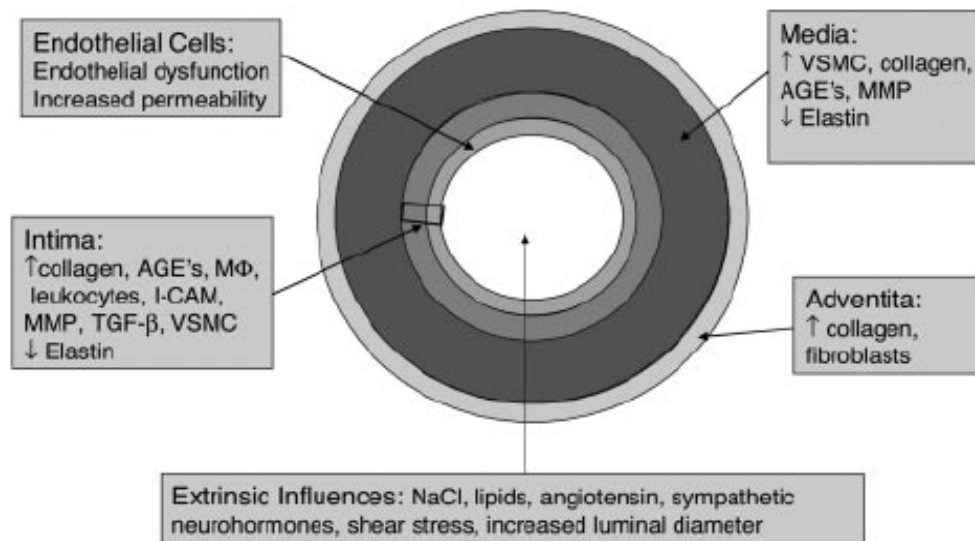 Endothelial Cells:
Endothelial dysfunction
Increased permeability
Media:
↑ VSMC, collagen,
AGE's, MMP
↓ Elastin
Intima:
↑collagen, AGE's, MΦ,
leukocytes, I-CAM,
MMP, TGF-β, VSMC
↓ Elastin
Adventita:
↑ collagen,
fibroblasts
Extrinsic Influences: NaCl, lipids, angiotensin, sympathetic
neurohormones, shear stress, increased luminal diameter